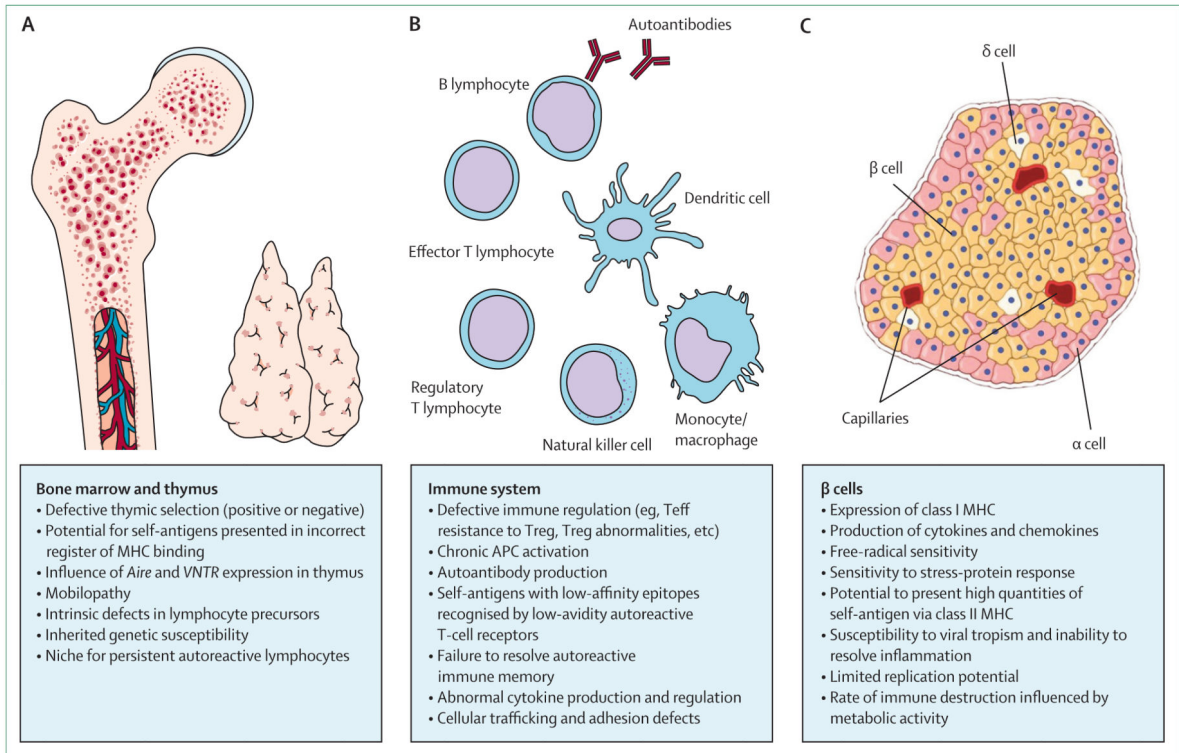 A
Bone marrow and thymus
• Defective thymic selection (positive or negative)
• Potential for self-antigens presented in incorrect
register of MHC binding
• Influence of Aire and VNTR expression in thymus
• Mobilopathy
• Intrinsic defects in lymphocyte precursors
• Inherited genetic susceptibility
• Niche for persistent autoreactive lymphocytes
B
Autoantibodies
B lymphocyte
Dendritic cell
Effector T lymphocyte
Regulatory
T lymphocyte
Natural killer cell
Monocyte/
macrophage
Immune system
• Defective immune regulation (eg, Teff
resistance to Treg, Treg abnormalities, etc)
• Chronic APC activation
• Autoantibody production
• Self-antigens with low-affinity epitopes
recognised by low-avidity autoreactive
T-cell receptors
• Failure to resolve autoreactive
immune memory
• Abnormal cytokine production and regulation
• Cellular trafficking and adhesion defects
C
δ cell
β cell
Capillaries
α cell
β cells
• Expression of class I MHC
• Production of cytokines and chemokines
• Free-radical sensitivity
• Sensitivity to stress-protein response
• Potential to present high quantities of
self-antigen via class II MHC
• Susceptibility to viral tropism and inability to
resolve inflammation
• Limited replication potential
• Rate of immune destruction influenced by
metabolic activity